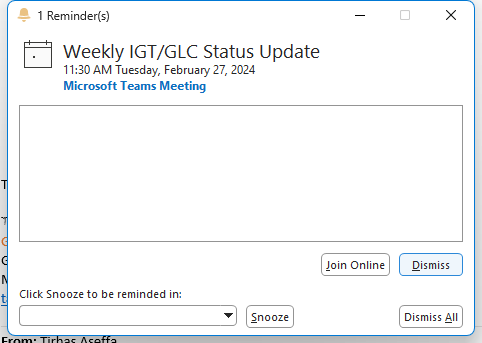 1 Reminder(s)
Weekly IGT/GLC Status Update
11:30 AM Tuesday, February 27, 2024
Microsoft Teams Meeting
Join Online
Dismiss
Click Snooze to be reminded in:
Snooze
Dismiss All
From: Tirhas Aseffa